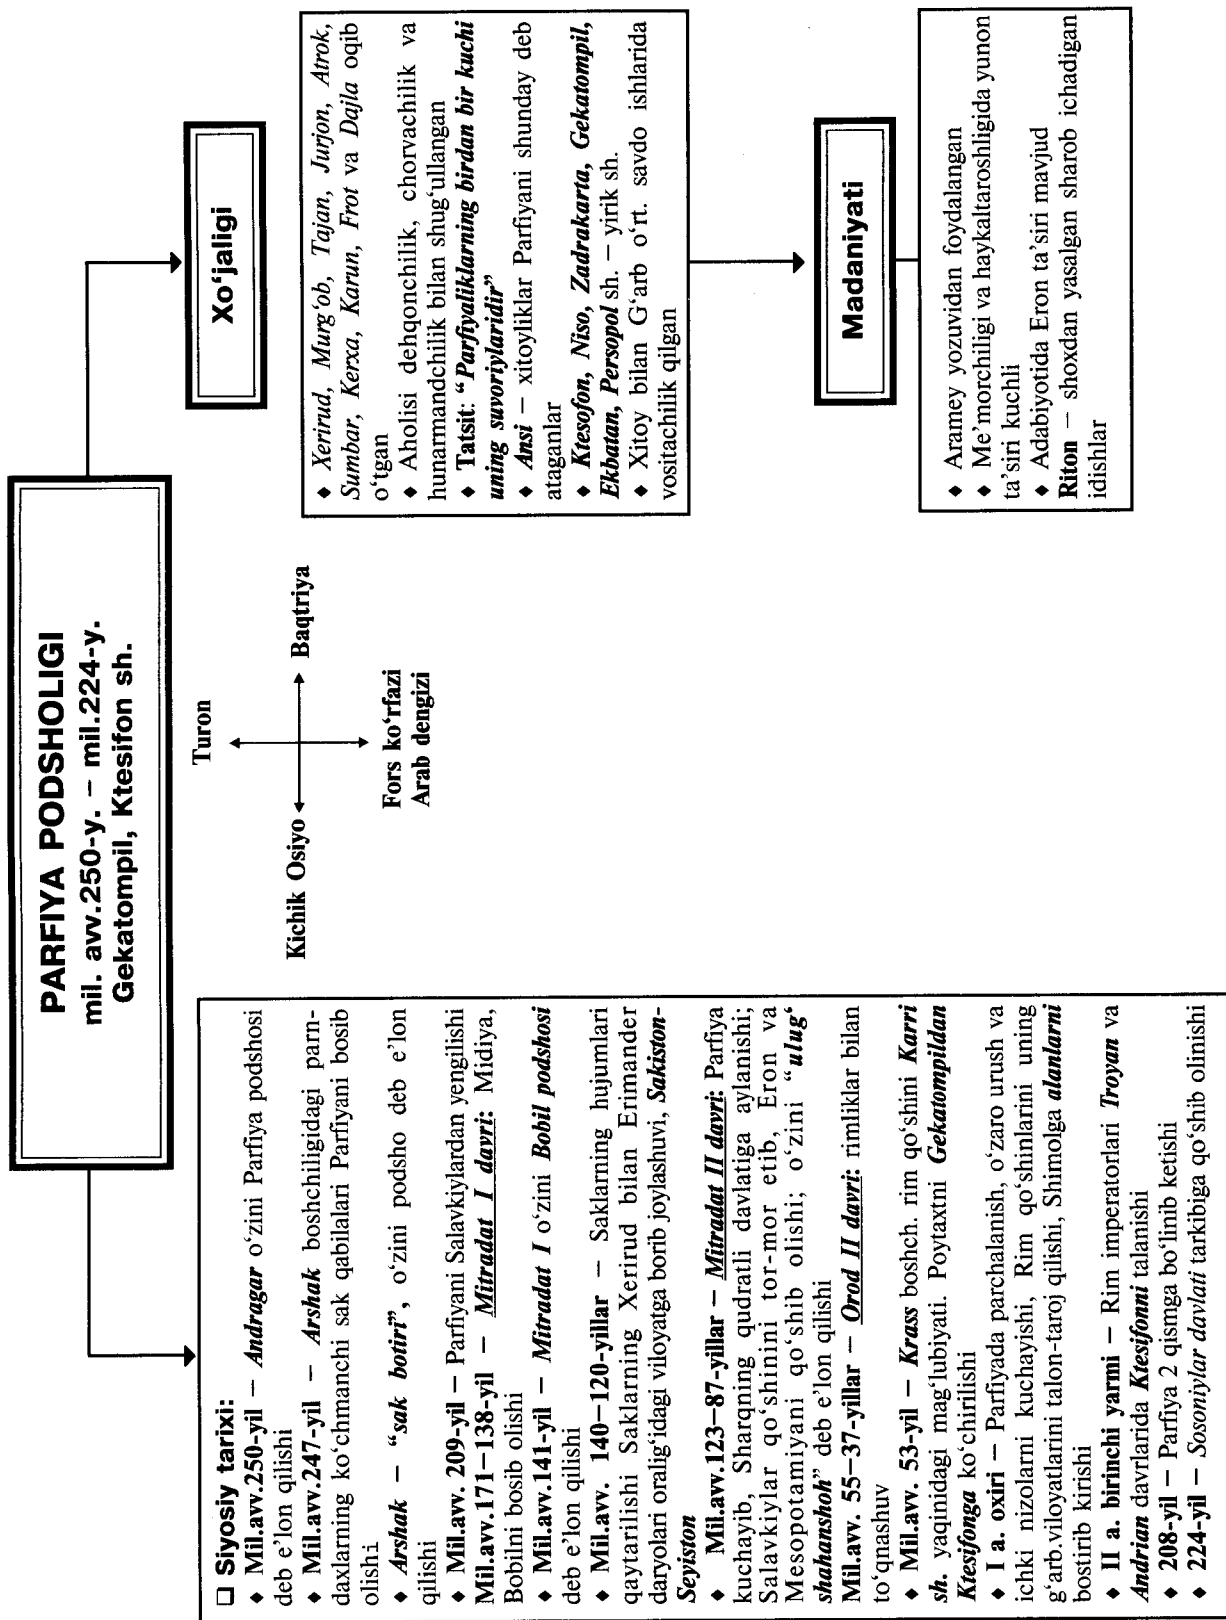 PARFIYA PODSHOLIGI
mil. avv.250-y. – mil.224-y.
Gekatompil, Ktesifon sh.
❑ Siyosiy tarixi:
♦ Mil.avv.250-yil – Andragar o‘zini Parfiya podshosi
deb e’lon qilishi
♦ Mil.avv.247-yil – Arshak boshchiligidagi parn-
daxlarning ko‘chmanchi sak qabilalari Parfiyani bosib
olishi
♦ Arshak – “sak botiri”, o‘zini podsho deb e’lon
qilishi
♦ Mil.avv. 209-yil – Parfiyani Salavkiylardan yengilishi
Mil.avv.171–138-yil – Mitradat I davri: Midiya,
Bobilni bosib olishi
♦ Mil.avv.141-yil – Mitradat I o‘zini Bobil podshosi
deb e’lon qilishi
♦ Mil.avv. 140–120-yillar – Saklarning hujumlari
qaytarilishi Saklarning Xerirud bilan Erimander
daryolari oralig‘idagi viloyatga borib joylashuvi, Sakiston-
Seyiston
♦ Mil.avv.123–87-yillar – Mitradat II davri: Parfiya
kuchayib, Sharqning qudratli davlatiga aylanishi;
Salavkiylar qo‘shinini tor-mor etib, Eron va
Mesopotamiyani qo‘shib olishi; o‘zini “ulug‘
shahanshoh” deb e’lon qilishi
Mil.avv. 55–37-yillar – Orod II davri: rimliklar bilan
to‘qnashuv
♦ Mil.avv. 53-yil – Krass boshch. rim qo‘shini Karri
sh. yaqinidagi mag‘lubiyati. Poytaxtni Gekatompildan
Ktesifonga ko‘chirilishi
♦ I a. oxiri – Parfiyada parchalanish, o‘zaro urush va
ichki nizolarni kuchayishi, Rim qo‘shinlarini uning
g‘arb.viloyatlarini talon-taroj qilishi, Shimolga alanlarni
bostirib kirishi
♦ II a. birinchi yarmi – Rim imperatorlari Troyan va
Andrian davrlarida Ktesifonni talanishi
♦ 208-yil – Parfiya 2 qismga bo‘linib ketishi
♦ 224-yil – Sosoniylar davlati tarkibiga qo‘shib olinishi
Turon
Kichik Osiyo
Baqtriya
Fors ko‘rfazi
Arab dengizi
Xo‘jaligi
♦ Xerirud, Murg‘ob, Tajan, Jurjon, Atrok,
Sumbar, Kerxa, Karun, Frot va Dajla oqib
o‘tgan
♦ Aholisi dehqonchilik, chorvachilik va
hunarmandchilik bilan shug‘ullangan
♦ Tatsit: “Parfiyaliklarning birdan bir kuchi
uning suvoriylaridir”
♦ Ansi – xitoyliklar Parfiyani shunday deb
ataganlar
♦ Ktesofon, Niso, Zadrakarta, Gekatompil,
Ekbatan, Persopol sh. – yirik sh.
♦ Xitoy bilan G‘arb o‘rt. savdo ishlarida
vositachilik qilgan
Madaniyati
♦ Aramey yozuvidan foydalangan
♦ Me’morchiligi va haykaltaroshligida yunon
ta’siri kuchli
♦ Adabiyotida Eron ta’siri mavjud
Riton – shoxdan yasalgan sharob ichadigan
idishlar